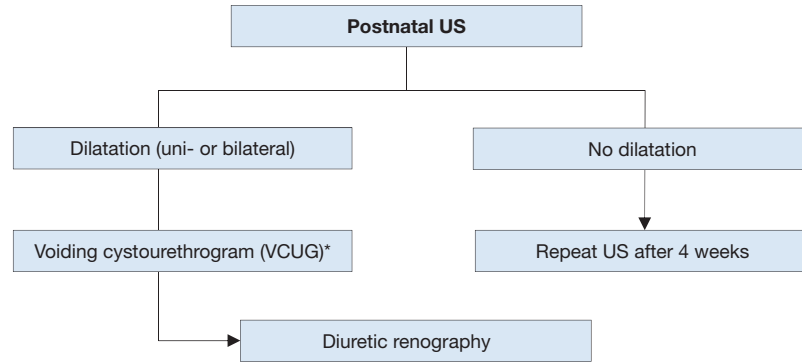 Postnatal US
Dilatation (uni- or bilateral)
No dilatation
Voiding cystourethrogram (VCUG)*
Repeat US after 4 weeks
Diuretic renography